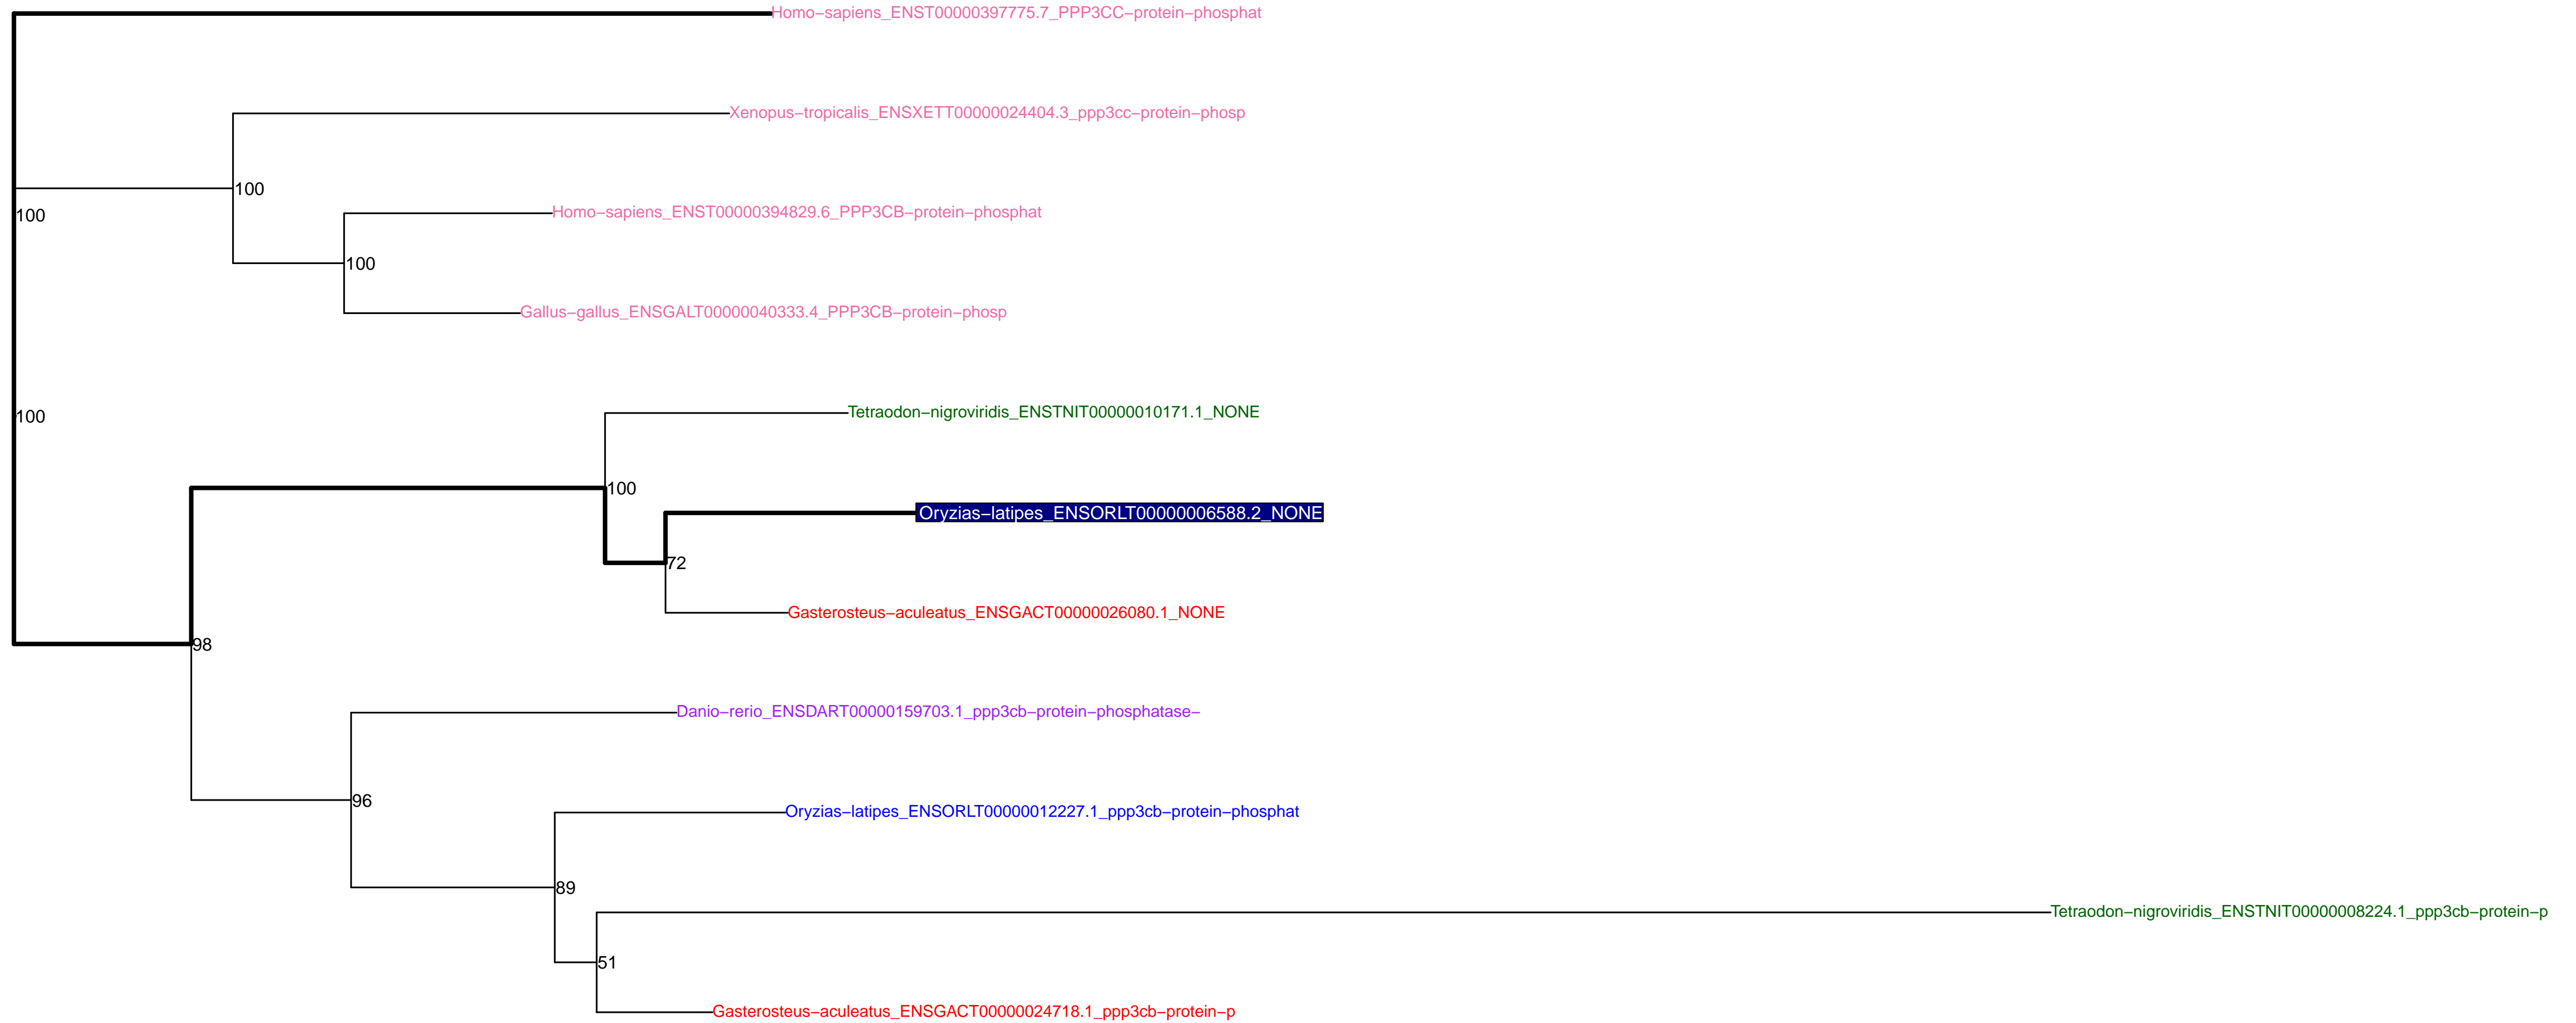 Homo−sapiens_ENST00000397775.7_PPP3CC−protein−phosphat
Xenopus−tropicalis_ENSXETT00000024404.3_ppp3cc−protein−phosp
100
Homo−sapiens_ENST00000394829.6_PPP3CB−protein−phosphat
100
100
Gallus−gallus_ENSGALT00000040333.4_PPP3CB−protein−phosp
Tetraodon−nigroviridis_ENSTNIT00000010171.1_NONE
100
100
Oryzias−latipes_ENSORLT00000006588.2_NONE
72
Gasterosteus−aculeatus_ENSGACT00000026080.1_NONE
98
Danio−rerio_ENSDART00000159703.1_ppp3cb−protein−phosphatase−
96
Oryzias−latipes_ENSORLT00000012227.1_ppp3cb−protein−phosphat
89
Tetraodon−nigroviridis_ENSTNIT00000008224.1_ppp3cb−protein−p
51
Gasterosteus−aculeatus_ENSGACT00000024718.1_ppp3cb−protein−p